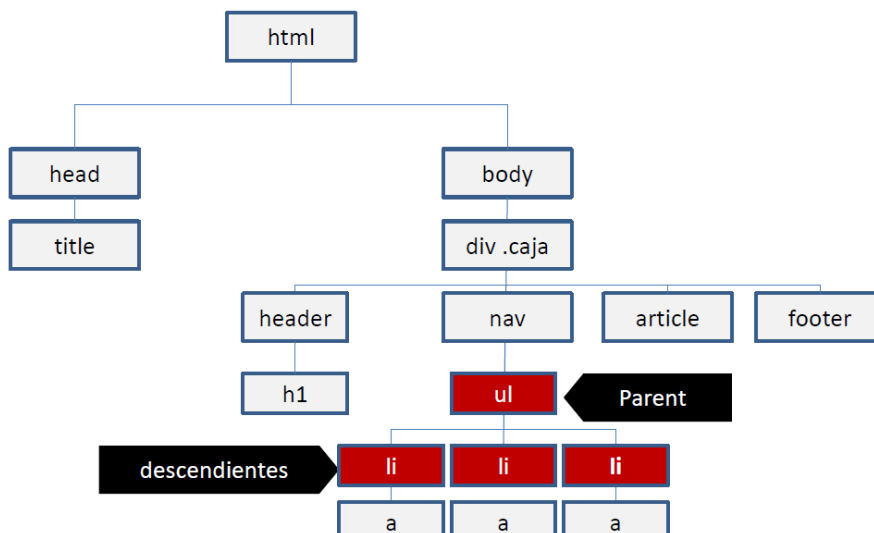 html
head
body
title
div .caja
header
nav
article
footer
h1
ul
Parent
descendientes
li
li
li
a
a
a